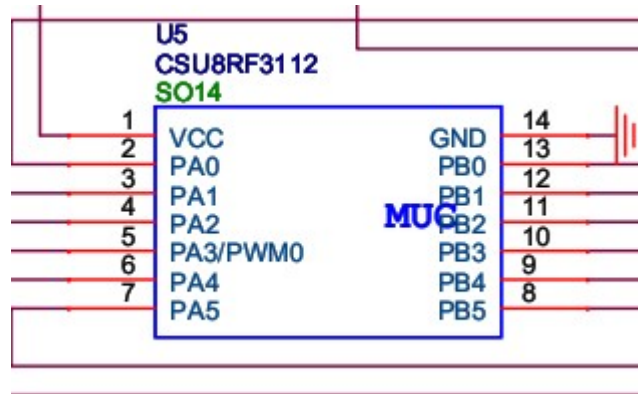 U5
CSU8RF3112
SO14
1 VCC GND 14
2 PA0 PB0 13
3 PA1 PB1 12
4 PA2 MUC PB2 11
5 PA3/PWM0 PB3 10
6 PA4 PB4 9
7 PA5 PB5 8